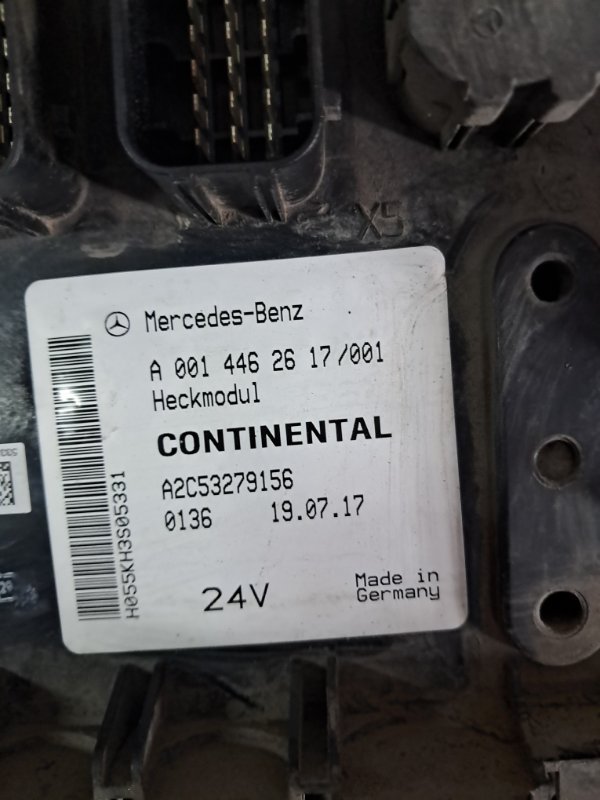 X5
Mercedes-Benz
A 001 446 26 17/001
Heckmodul
CONTINENTAL
A2C53279156
0136 19.07.17
24V
Made in
Germany
H055KH3S05331